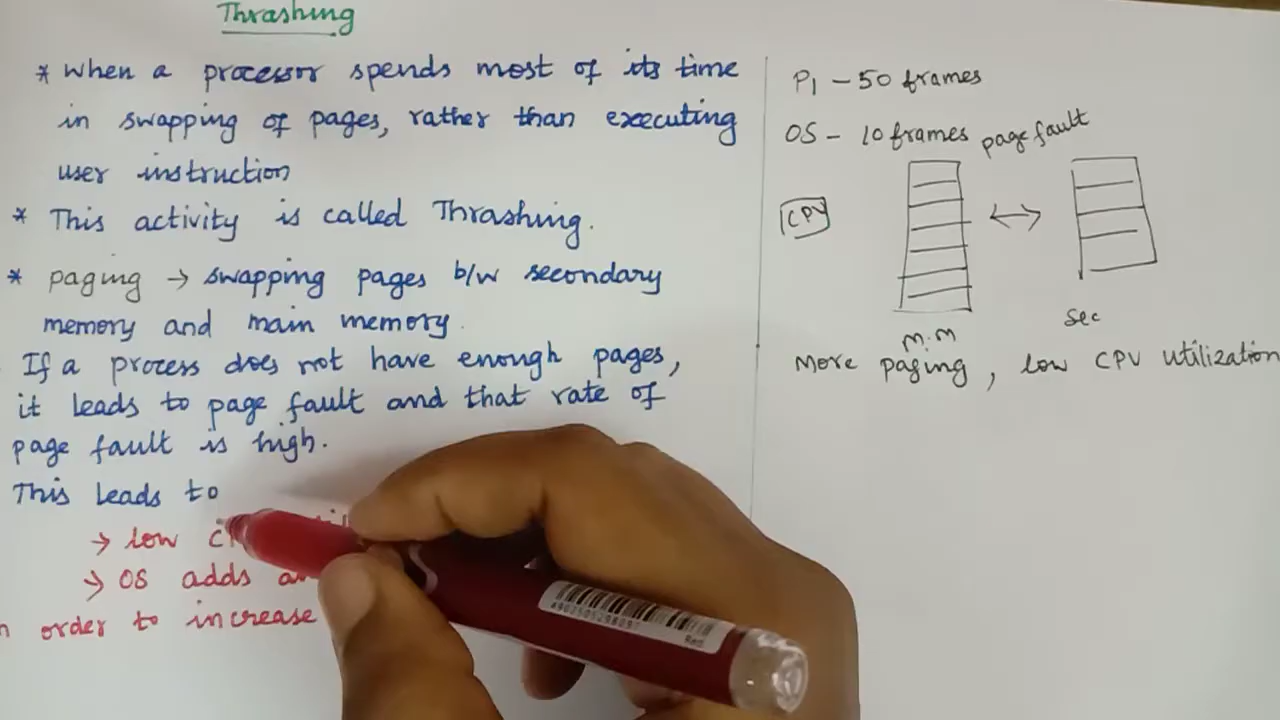 Thrashing
* When a processor spends most of its time
in swapping of pages, rather than executing
user instruction
* This activity is called Thrashing.
* paging → swapping pages b/w secondary
memory and main memory.
If a process does not have enough pages,
it leads to page fault and that rate of
page fault is high.
This leads to
→ low
→ OS adds
order to increase
P1 - 50 frames
OS - 10 frames page fault
CPU
M.M
Sec
More paging, low CPU utilization
Red